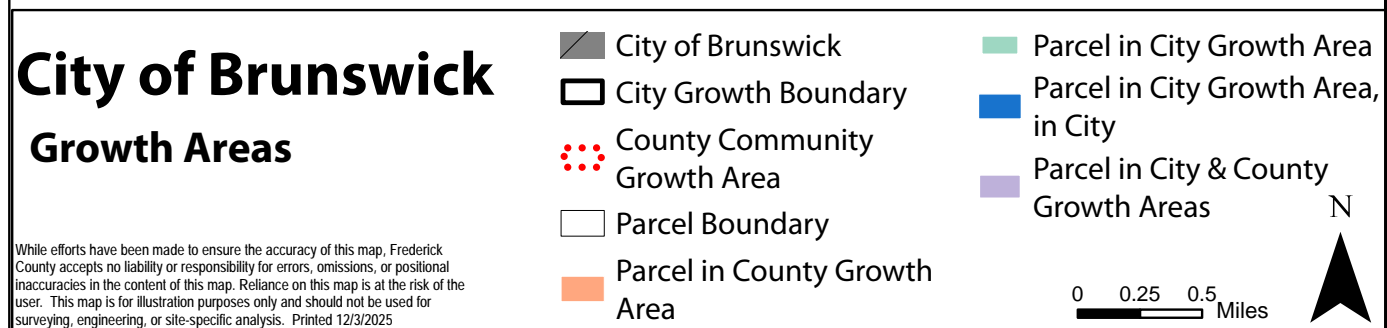 City of Brunswick
Growth Areas
While efforts have been made to ensure the accuracy of this map, Frederick
County accepts no liability or responsibility for errors, omissions, or positional
inaccuracies in the content of this map. Reliance on this map is at the risk of the
user. This map is for illustration purposes only and should not be used for
surveying, engineering, or site-specific analysis. Printed 12/3/2025
City of Brunswick
City Growth Boundary
County Community
Growth Area
Parcel Boundary
Parcel in County Growth
Area
Parcel in City Growth Area
Parcel in City Growth Area,
in City
Parcel in City & County
Growth Areas
N
0 0.25 0.5
Miles